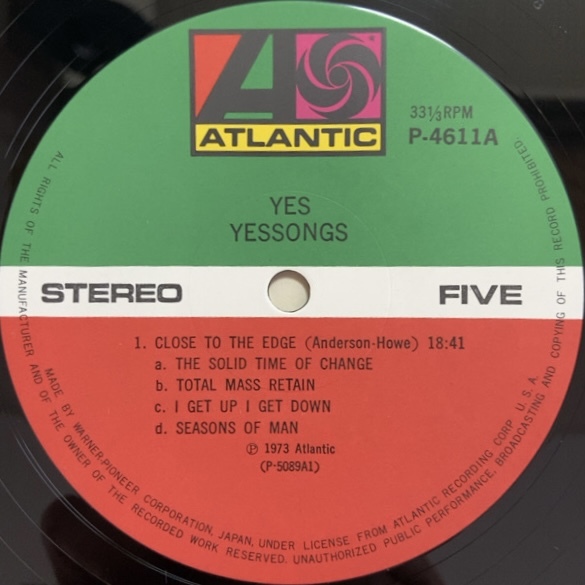 ATLANTIC
33⅓RPM
P-4611A
YES
YESSONGS
STEREO
FIVE
1. CLOSE TO THE EDGE (Anderson-Howe) 18:41
a. THE SOLID TIME OF CHANGE
b. TOTAL MASS RETAIN
c. I GET UP I GET DOWN
d. SEASONS OF MAN
Ⓟ 1973 Atlantic
(P-5089A1)
ALL RIGHTS OF THE MANUFACTURER AND OF THE OWNER OF THE RECORDED WORK RESERVED. UNAUTHORIZED PUBLIC PERFORMANCE, BROADCASTING AND COPYING OF THIS RECORD PROHIBITED.
MADE BY WARNER-PIONEER CORPORATION, JAPAN, UNDER LICENSE FROM ATLANTIC RECORDING CORP. U.S.A.